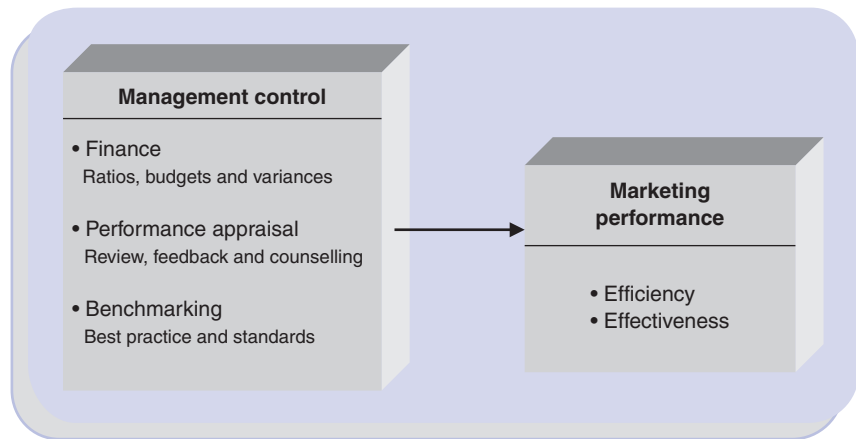 Management control
• Finance
Ratios, budgets and variances
• Performance appraisal
Review, feedback and counselling
• Benchmarking
Best practice and standards
Marketing
performance
• Efficiency
• Effectiveness